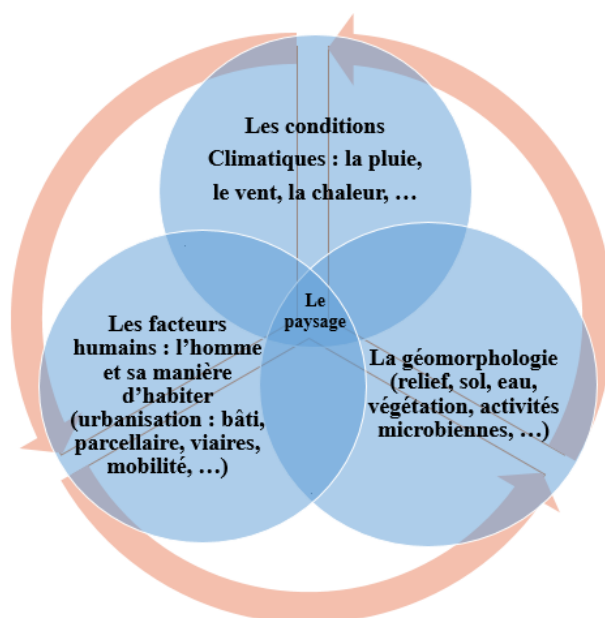 Les conditions
Climatiques : la pluie,
le vent, la chaleur, …
Le
paysage
Les facteurs
humains : l’homme
et sa manière
d’habiter
(urbanisation : bâti,
parcellaire, viaires,
mobilité, …)
La géomorphologie
(relief, sol, eau,
végétation, activités
microbiennes, …)